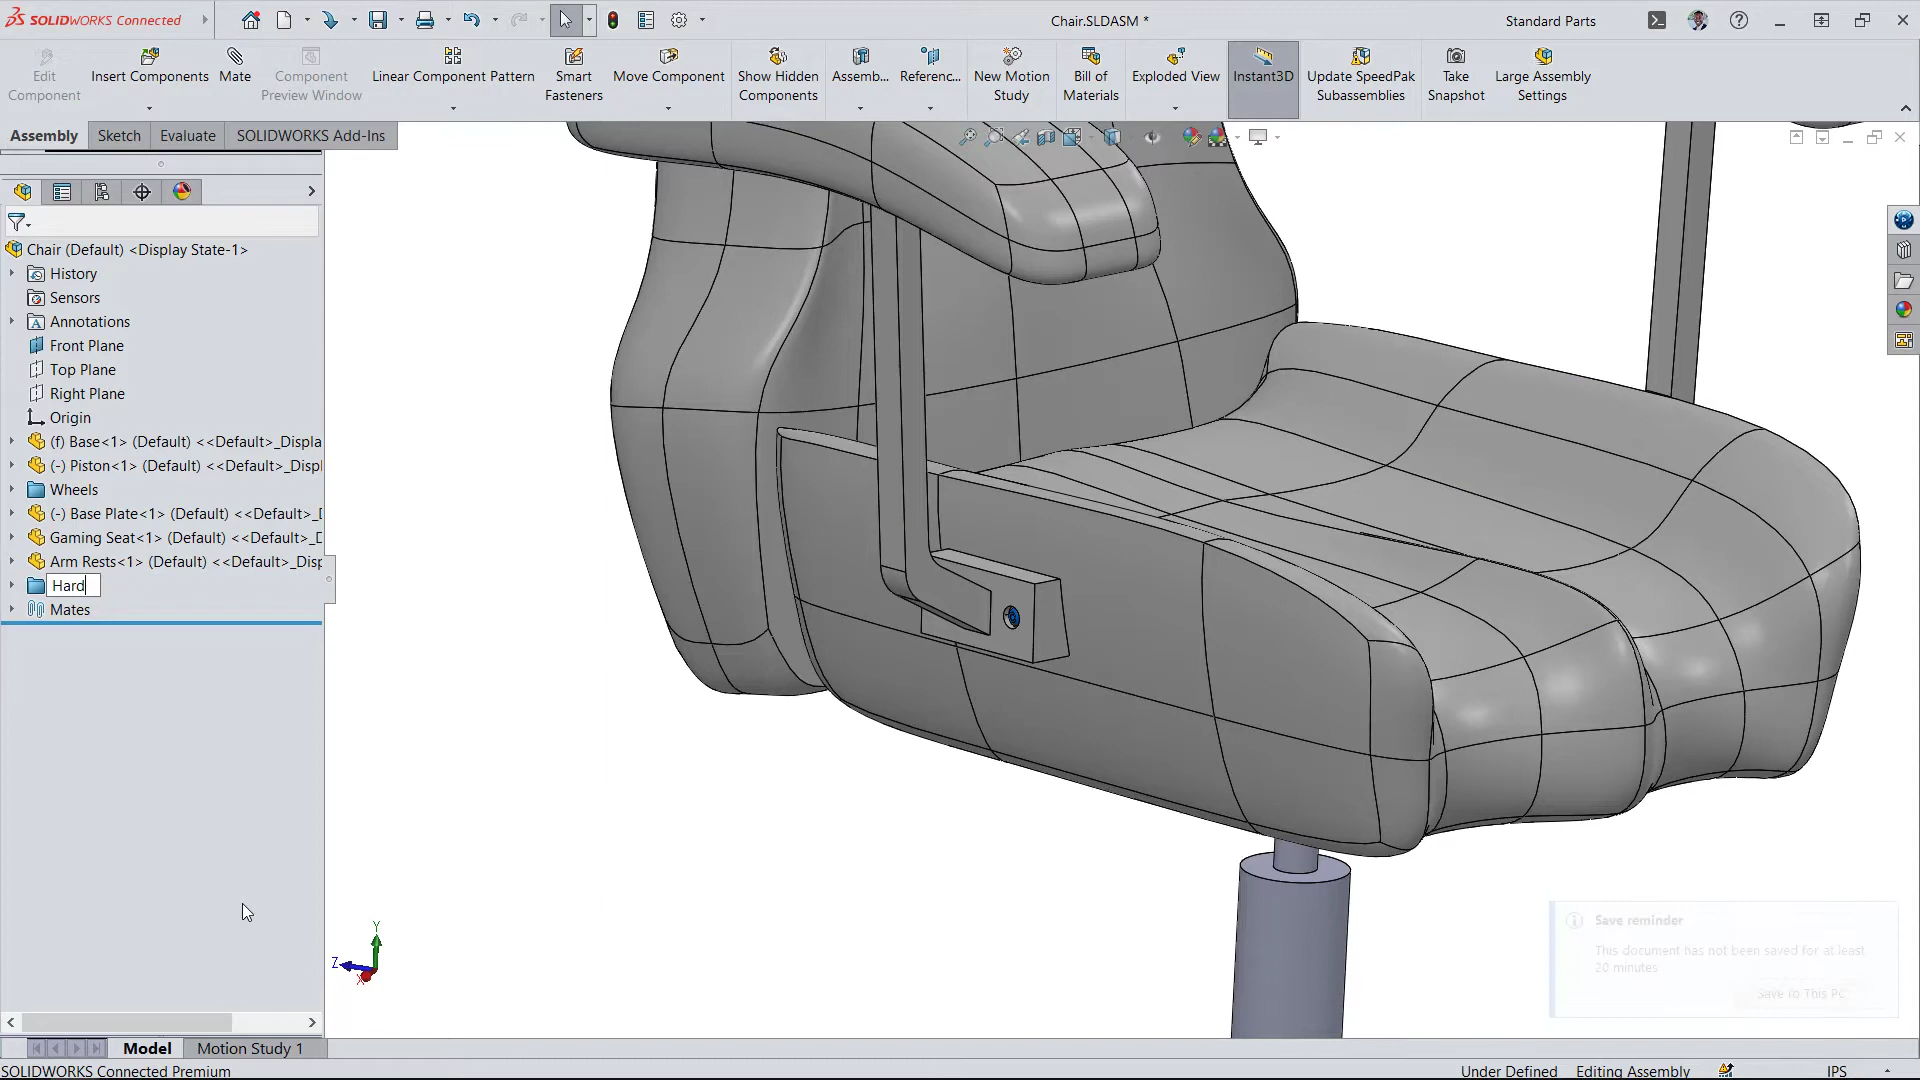 SOLIDWORKS Connected
Chair.SLDASM *
Standard Parts
Edit Component
Insert Components
Mate
Component Preview Window
Linear Component Pattern
Smart Fasteners
Move Component
Show Hidden Components
Assemb...
Referenc...
New Motion Study
Bill of Materials
Exploded View
Instant3D
Update SpeedPak Subassemblies
Take Snapshot
Large Assembly Settings
Assembly
Sketch
Evaluate
SOLIDWORKS Add-Ins
Chair (Default) <Display State-1>
History
Sensors
Annotations
Front Plane
Top Plane
Right Plane
Origin
(f) Base<1> (Default) <<Default>_Displa
(-) Piston<1> (Default) <<Default>_Displ
Wheels
(-) Base Plate<1> (Default) <<Default>_D
Gaming Seat<1> (Default) <<Default>_D
Arm Rests<1> (Default) <<Default>_Disp
Hard
Mates
Y
Z
X
Save reminder
This document has not been saved for at least
20 minutes
Save To This PC
Model
Motion Study 1
SOLIDWORKS Connected Premium
Under Defined
Editing Assembly
IPS